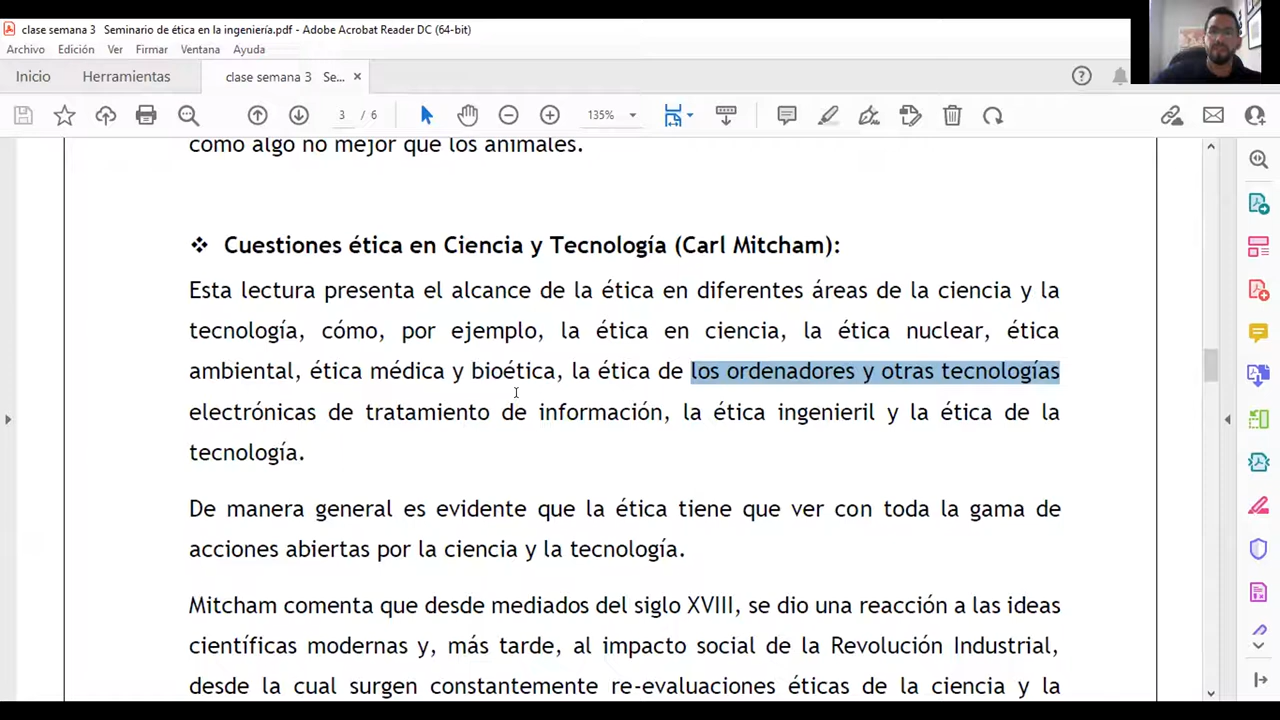 clase semana 3 Seminario de ética en la ingeniería.pdf - Adobe Acrobat Reader DC (64-bit)
Archivo Edición Ver Firmar Ventana Ayuda
Inicio Herramientas clase semana 3 Se... ×
3 / 6 135%
como algo no mejor que los animales.
❖ Cuestiones ética en Ciencia y Tecnología (Carl Mitcham):
Esta lectura presenta el alcance de la ética en diferentes áreas de la ciencia y la
tecnología, cómo, por ejemplo, la ética en ciencia, la ética nuclear, ética
ambiental, ética médica y bioética, la ética de los ordenadores y otras tecnologías
electrónicas de tratamiento de información, la ética ingenieril y la ética de la
tecnología.
De manera general es evidente que la ética tiene que ver con toda la gama de
acciones abiertas por la ciencia y la tecnología.
Mitcham comenta que desde mediados del siglo XVIII, se dio una reacción a las ideas
científicas modernas y, más tarde, al impacto social de la Revolución Industrial,
desde la cual surgen constantemente re-evaluaciones éticas de la ciencia y la